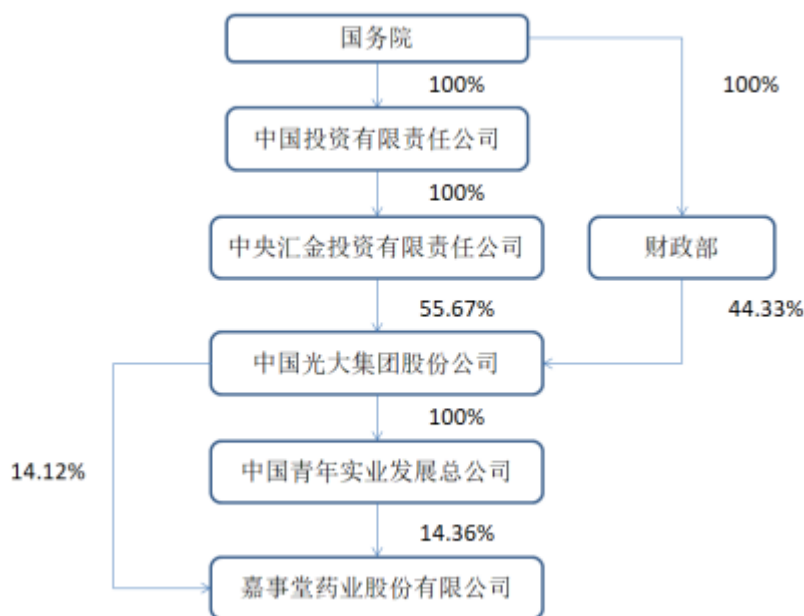 国务院
100%
100%
中国投资有限责任公司
100%
中央汇金投资有限责任公司
财政部
55.67%
44.33%
中国光大集团股份公司
100%
14.12%
中国青年实业发展总公司
14.36%
嘉事堂药业股份有限公司